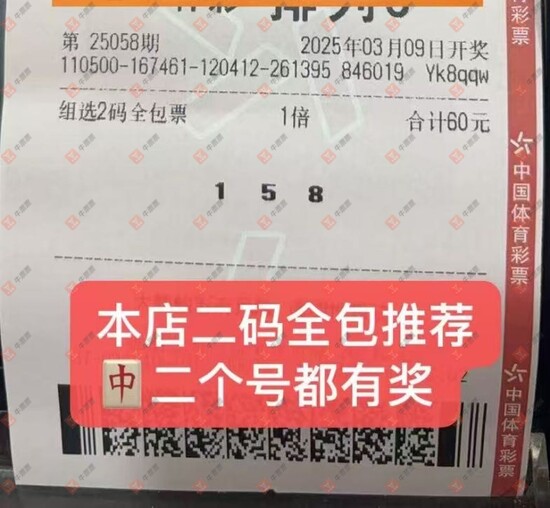 排列3
第 25058期 2025年03月09日开奖
110500-167461-120412-261395 846019 Yk8qqw
组选2码全包票 1倍 合计60元
1 5 8
本店二码全包推荐
中二个号都有奖
中国体育彩票
中国体育彩票